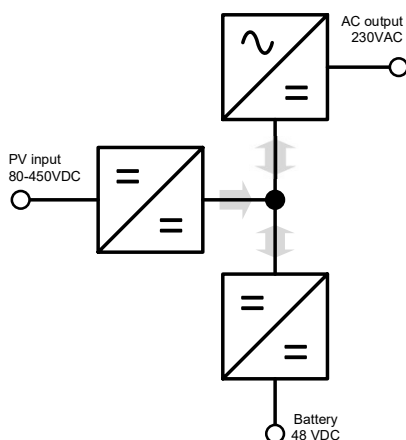 AC output
230VAC
PV input
80-450VDC
Battery
48 VDC